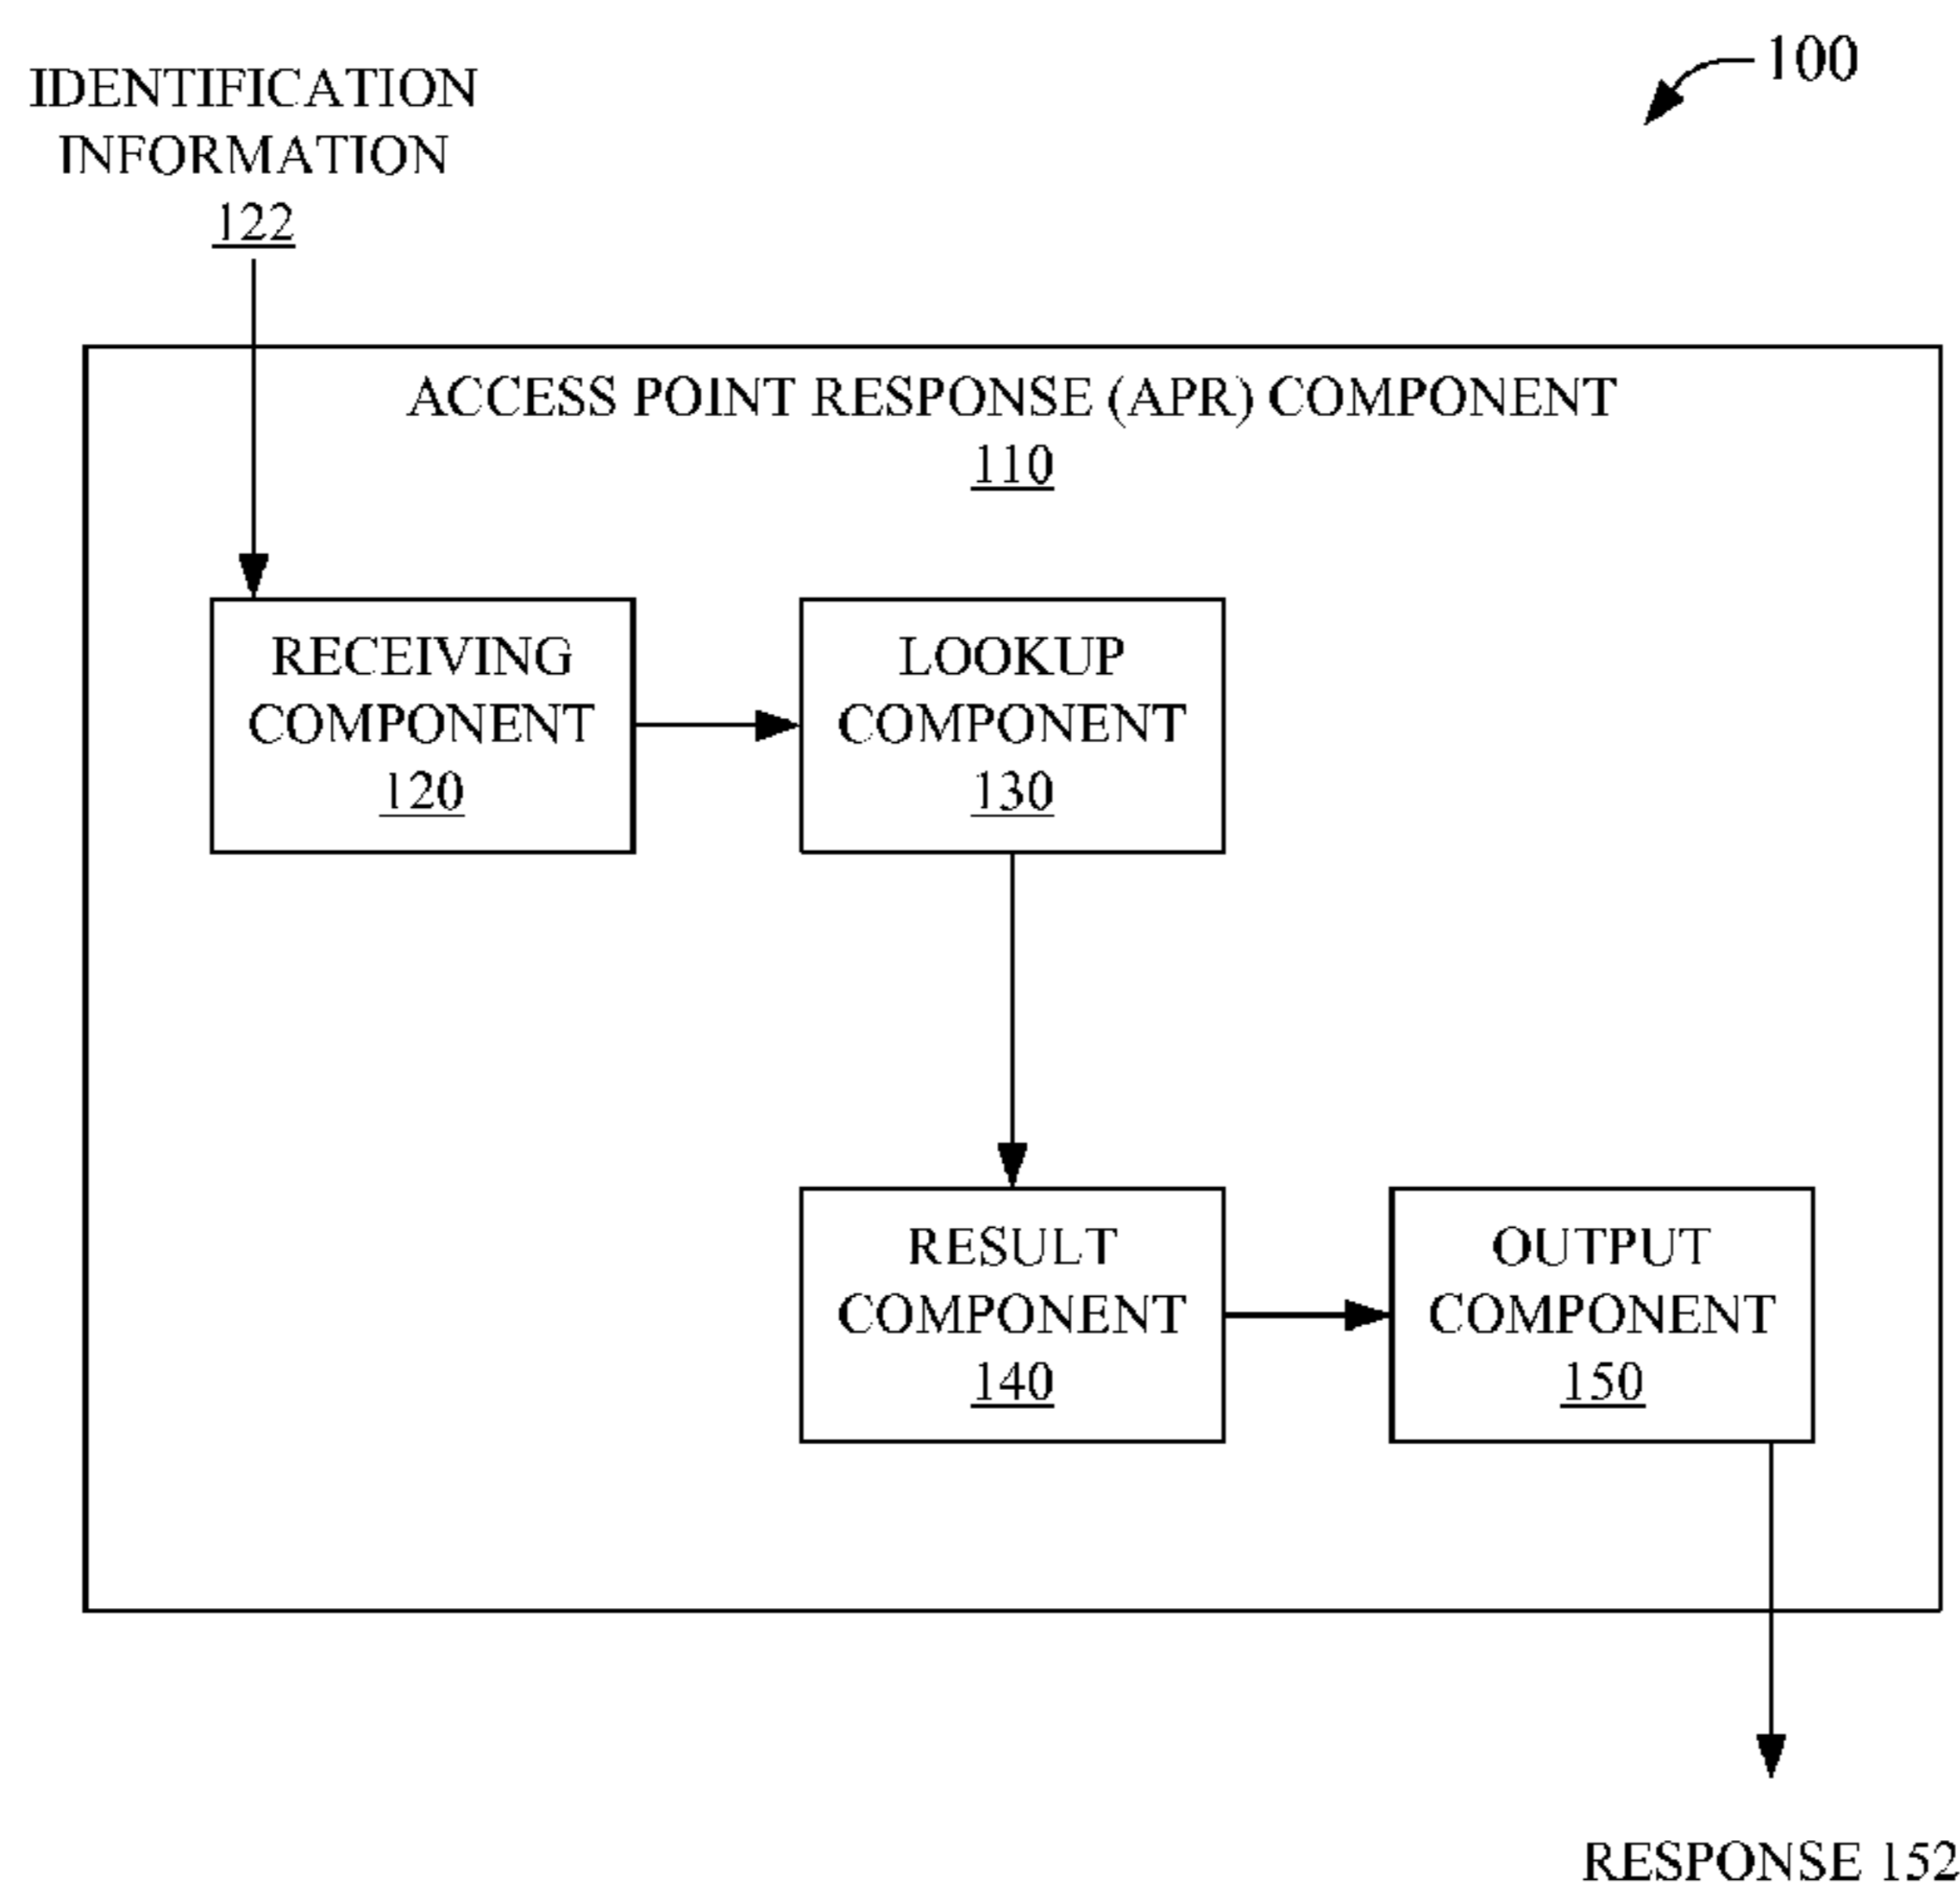 100
IDENTIFICATION
INFORMATION
122
ACCESS POINT RESPONSE (APR) COMPONENT
110
RECEIVING
COMPONENT
120
LOOKUP
COMPONENT
130
RESULT
COMPONENT
140
OUTPUT
COMPONENT
150
RESPONSE 152